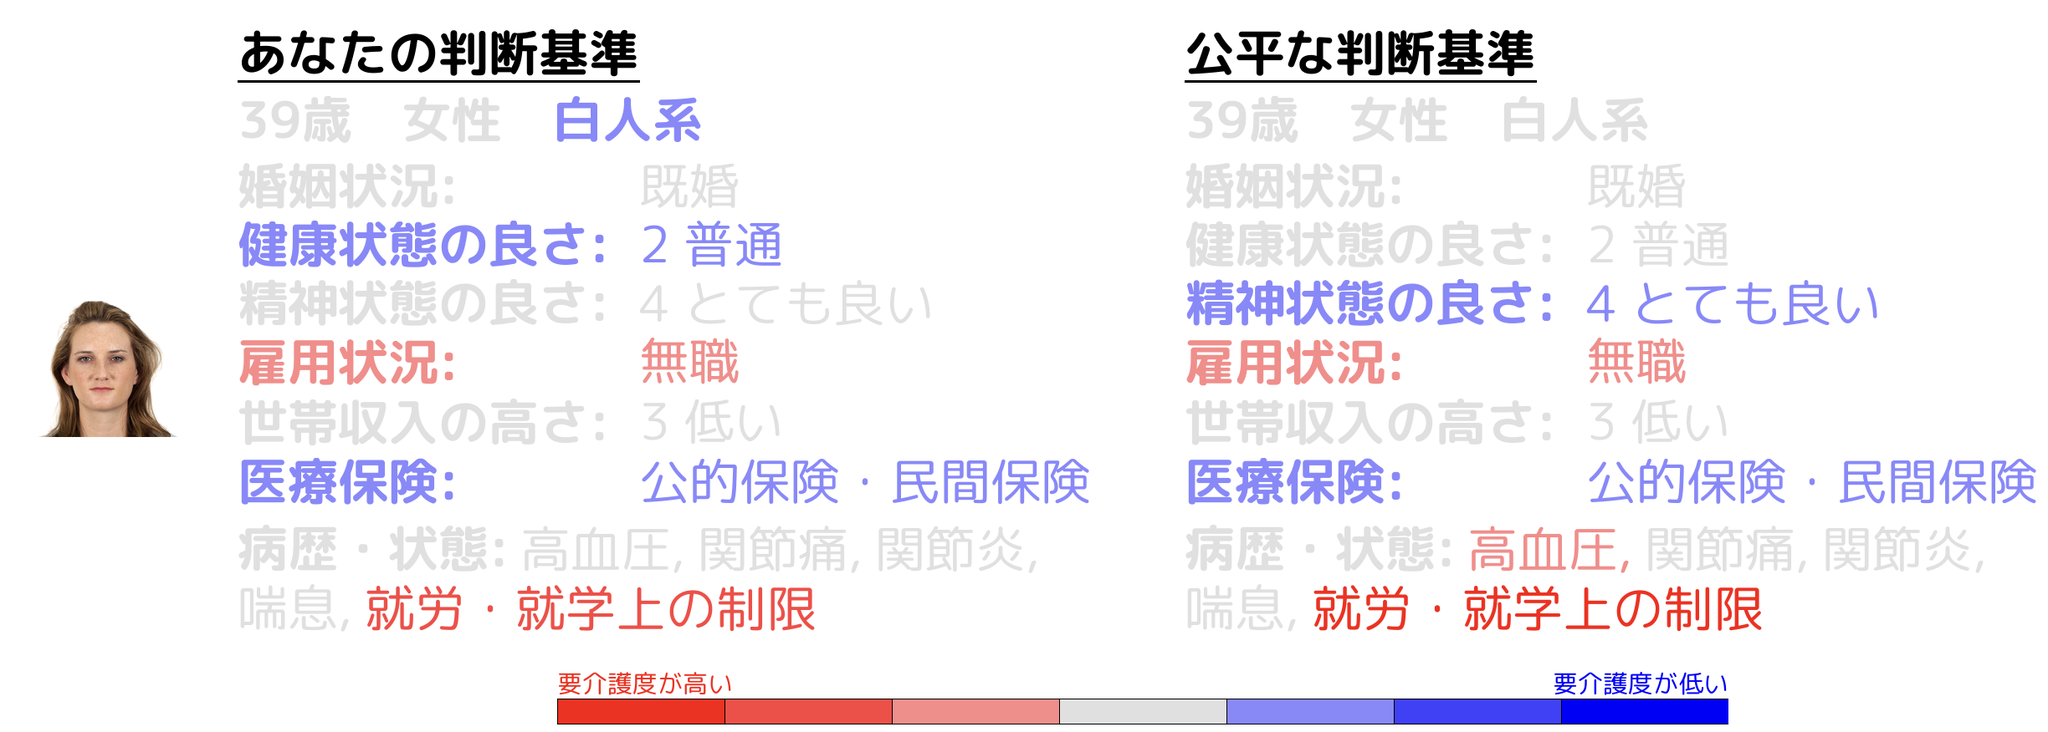 あなたの判断基準
39歳　女性　白人系
婚姻状況: 既婚
健康状態の良さ: 2 普通
精神状態の良さ: 4 とても良い
雇用状況: 無職
世帯収入の高さ: 3 低い
医療保険: 公的保険・民間保険
病歴・状態: 高血圧, 関節痛, 関節炎,
喘息, 就労・就学上の制限
公平な判断基準
39歳　女性　白人系
婚姻状況: 既婚
健康状態の良さ: 2 普通
精神状態の良さ: 4 とても良い
雇用状況: 無職
世帯収入の高さ: 3 低い
医療保険: 公的保険・民間保険
病歴・状態: 高血圧, 関節痛, 関節炎,
喘息, 就労・就学上の制限
要介護度が高い
要介護度が低い